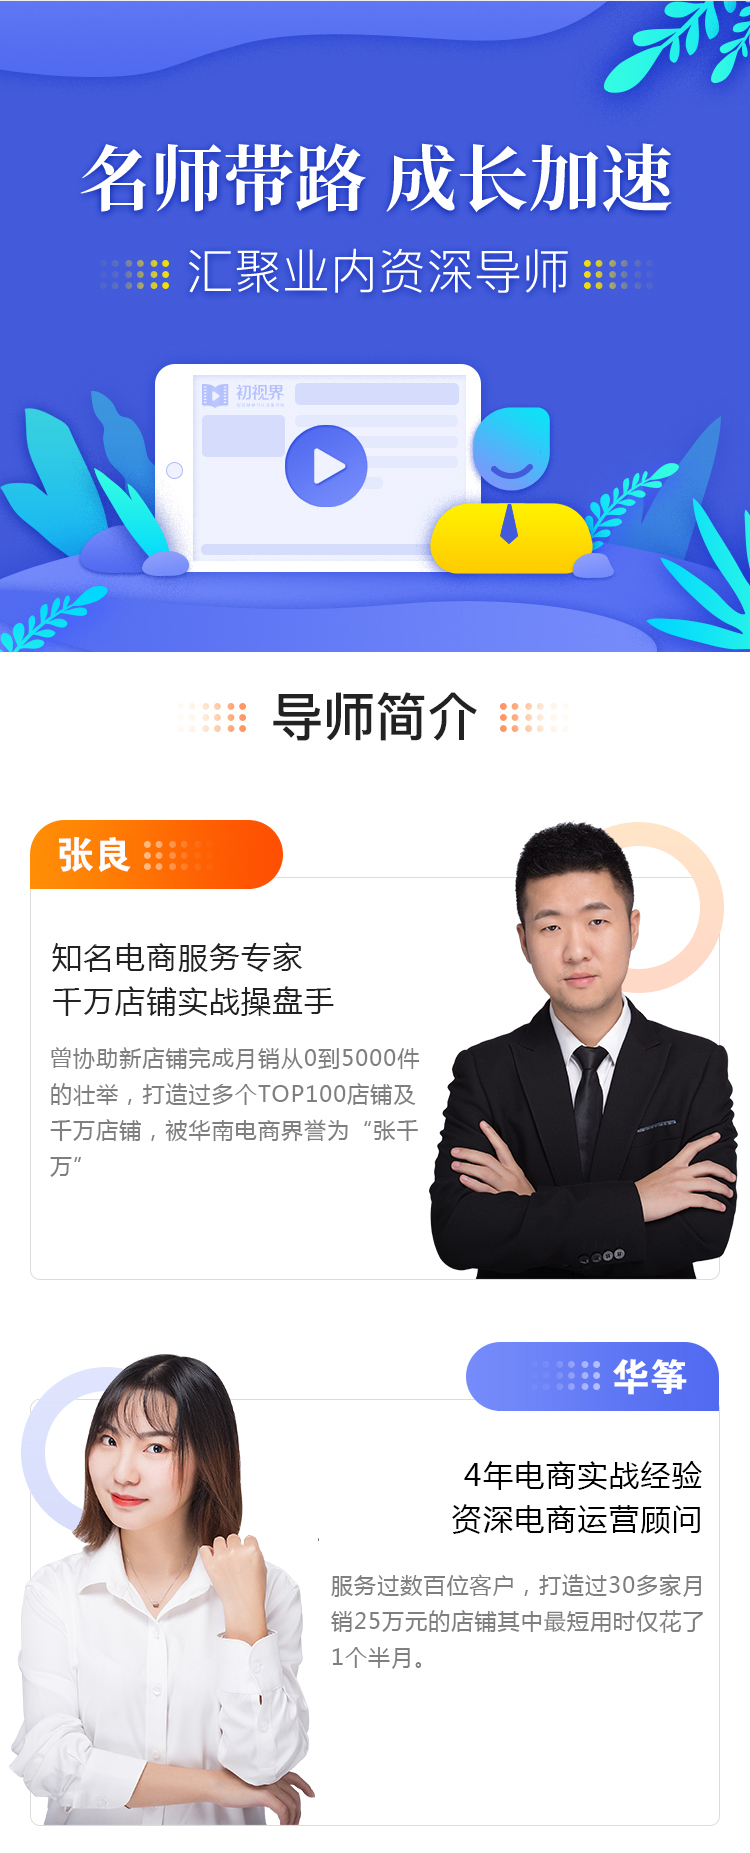 名师带路 成长加速
汇聚业内资深导师
初视界
导师简介
张良
知名电商服务专家
千万店铺实战操盘手
曾协助新店铺完成月销从0到5000件
的壮举，打造过多个TOP100店铺及
千万店铺，被华南电商界誉为“张千
万”
华筝
4年电商实战经验
资深电商运营顾问
服务过数百位客户，打造过30多家月
销25万元的店铺其中最短用时仅花了
1个半月。